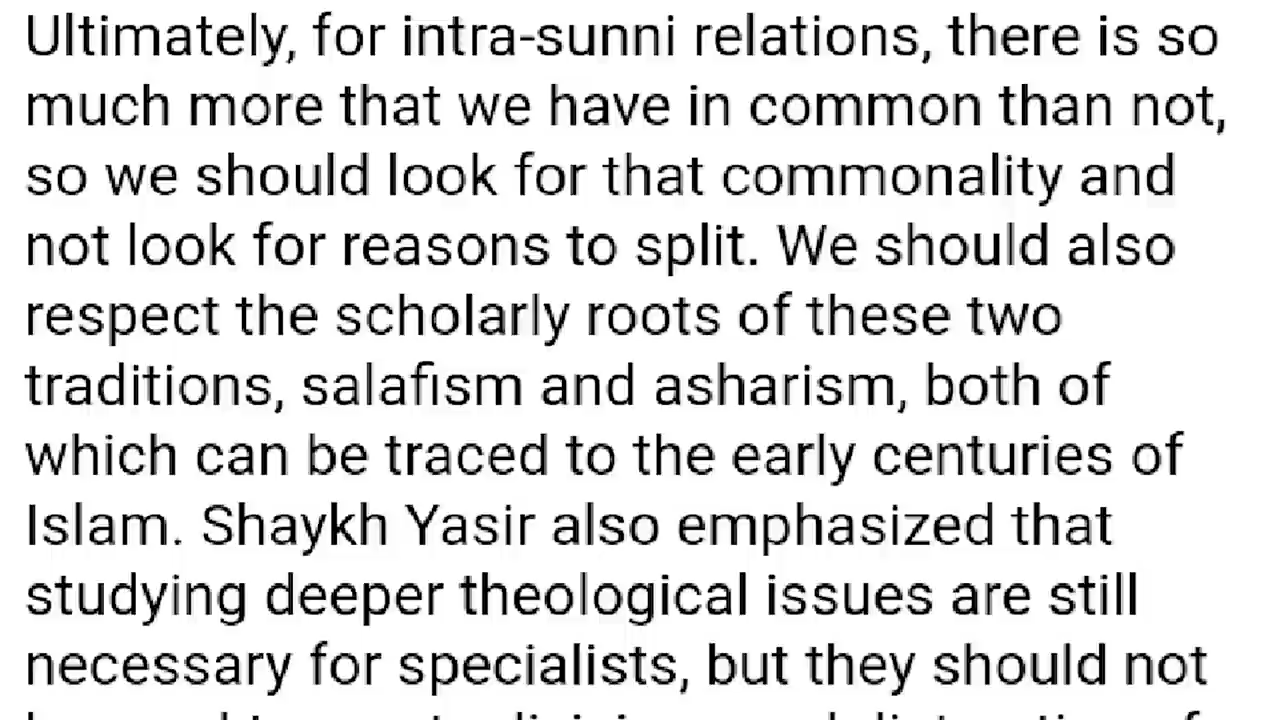 Ultimately, for intra-sunni relations, there is so
much more that we have in common than not,
so we should look for that commonality and
not look for reasons to split. We should also
respect the scholarly roots of these two
traditions, salafism and asharism, both of
which can be traced to the early centuries of
Islam. Shaykh Yasir also emphasized that
studying deeper theological issues are still
necessary for specialists, but they should not